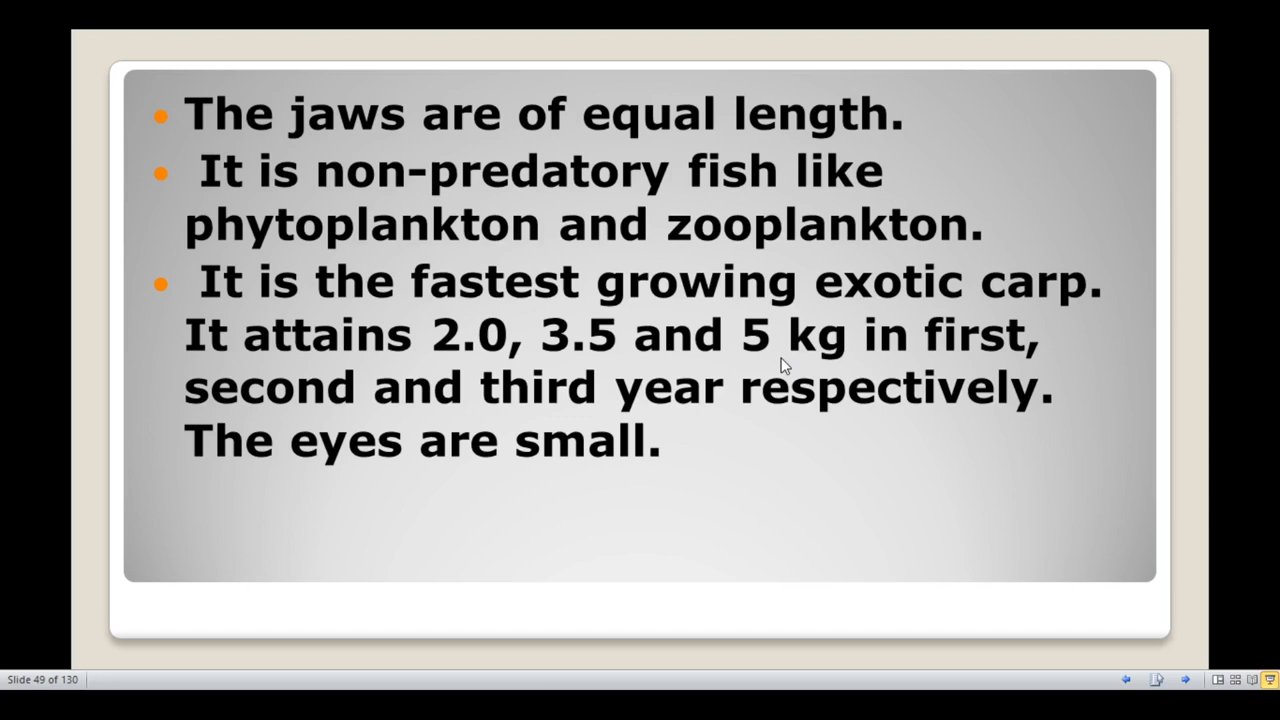 The jaws are of equal length.
It is non-predatory fish like
phytoplankton and zooplankton.
It is the fastest growing exotic carp.
It attains 2.0, 3.5 and 5 kg in first,
second and third year respectively.
The eyes are small.
Slide 49 of 130